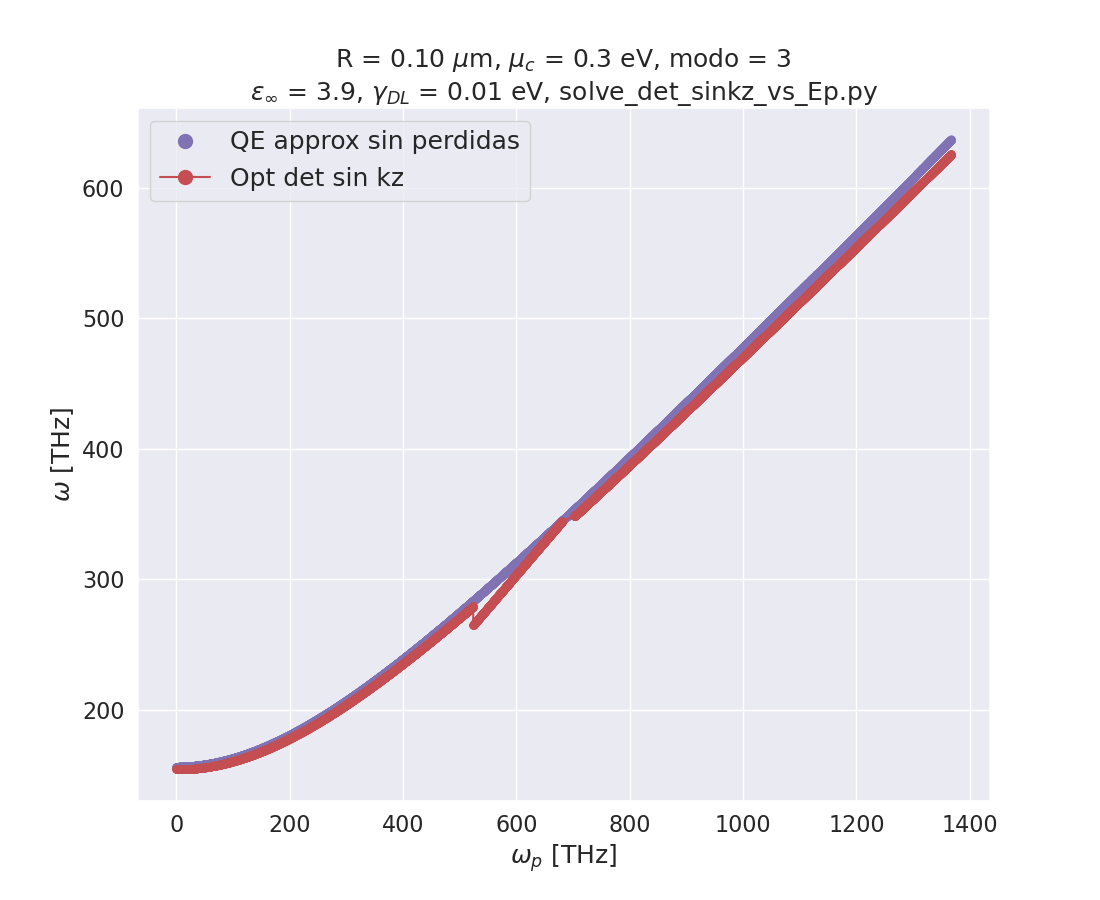 R = 0.10 μm, μ_c = 0.3 eV, modo = 3
ε_∞ = 3.9, γ_DL = 0.01 eV, solve_det_sinkz_vs_Ep.py
QE approx sin perdidas
Opt det sin kz
600
500
400
300
200
ω [THz]
0 200 400 600 800 1000 1200 1400
ω_p [THz]